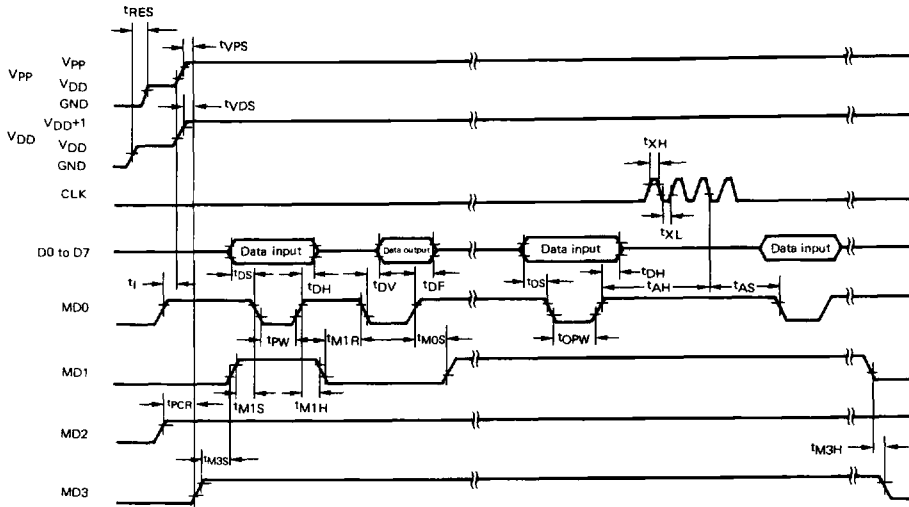 tRES
tVPS
VPP
VPP
VDD
GND
tVDS
VDD+1
VDD
VDD
GND
tXH
CLK
tXL
D0 to D7
Data input
Data output
Data input
Data input
tDS
tDH
tDV
tDF
tDS
tDH
tI
tAH
tAS
MD0
tPW
tM1R
tM0S
tOPW
MD1
tM1S
tM1H
tPCR
MD2
tM3S
tM3H
MD3